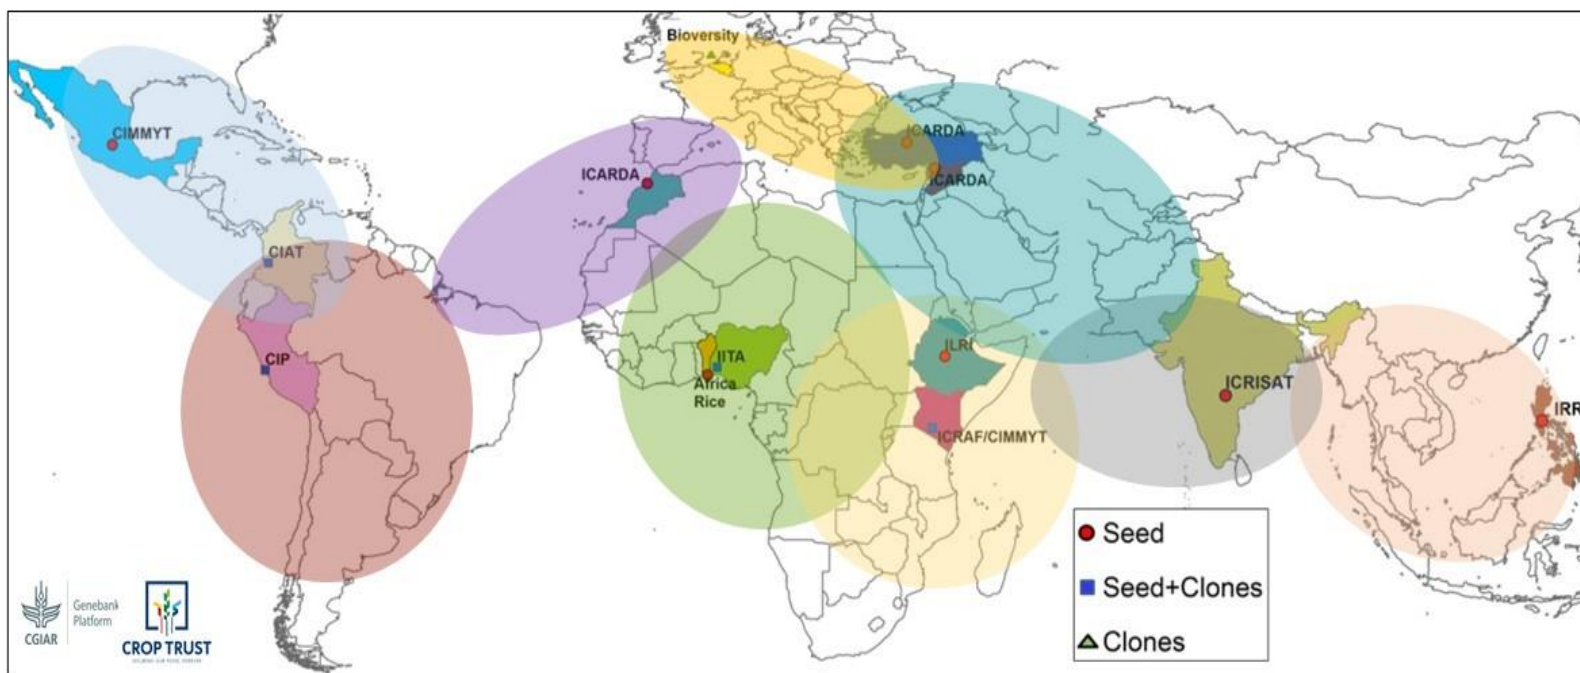 Bioversity
CIMMYT
ICARDA
ICARDA
ICARDA
CIAT
CIP
IITA
Africa
Rice
ILRI
ICRAF/CIMMYT
ICRISAT
IRR
Seed
Seed+Clones
Clones
CGIAR
Genebank
Platform
CROP TRUST